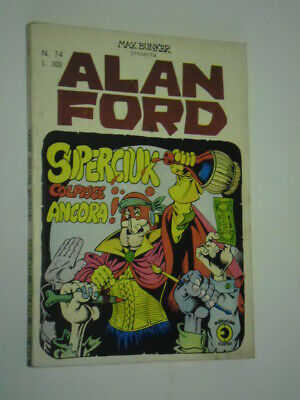 MAX BUNKER
presenta
N. 74
L. 300
ALAN
FORD
SUPERCIUK
COLPISCE
ANCORA!